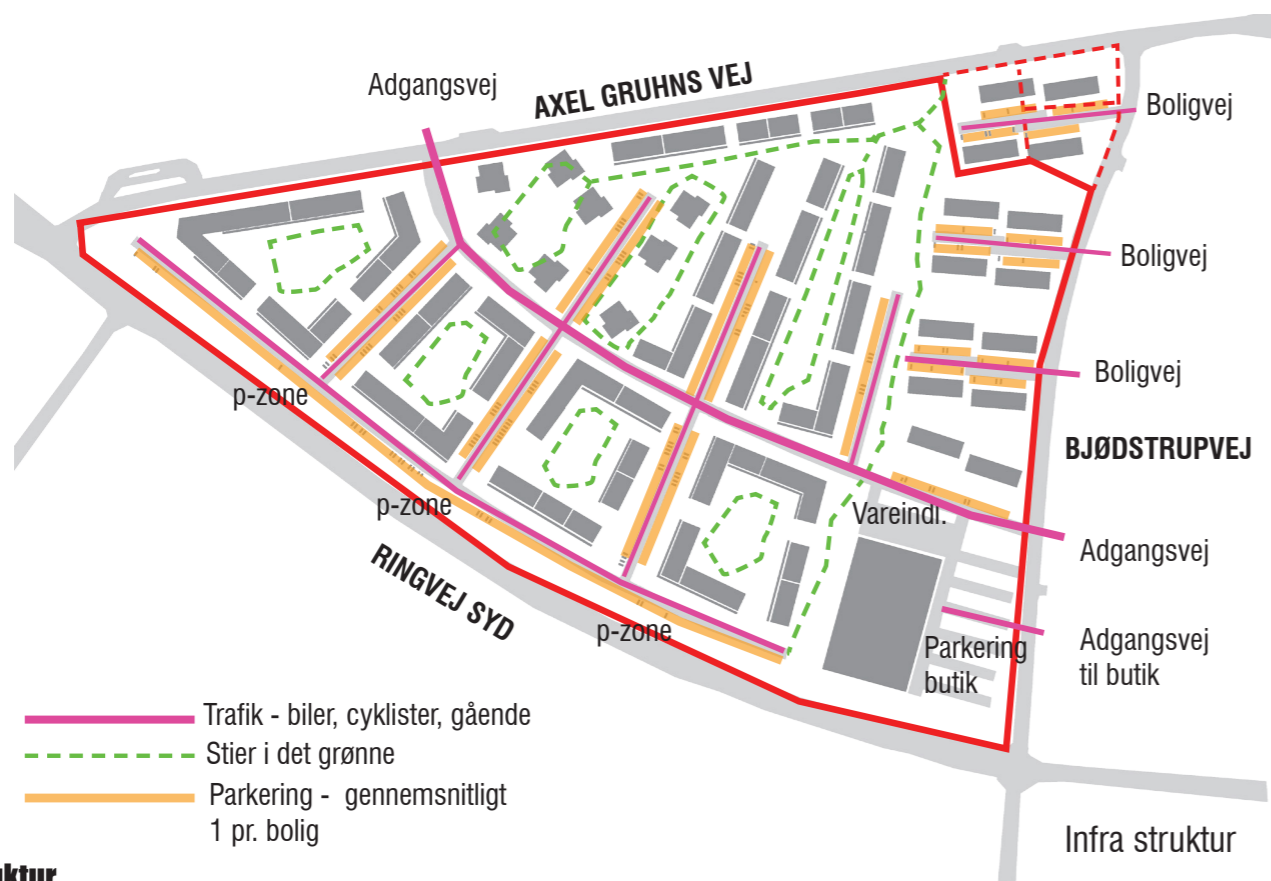 Adgangsvej
AXEL GRUHNS VEJ
Boligvej
Boligvej
Boligvej
p-zone
BJØDSTRUPVEJ
p-zone
Vareindl.
RINGVEJ SYD
Adgangsvej
p-zone
Parkering
butik
Adgangsvej
til butik
Trafik - biler, cyklister, gående
Stier i det grønne
Parkering - gennemsnitligt
1 pr. bolig
Infra struktur